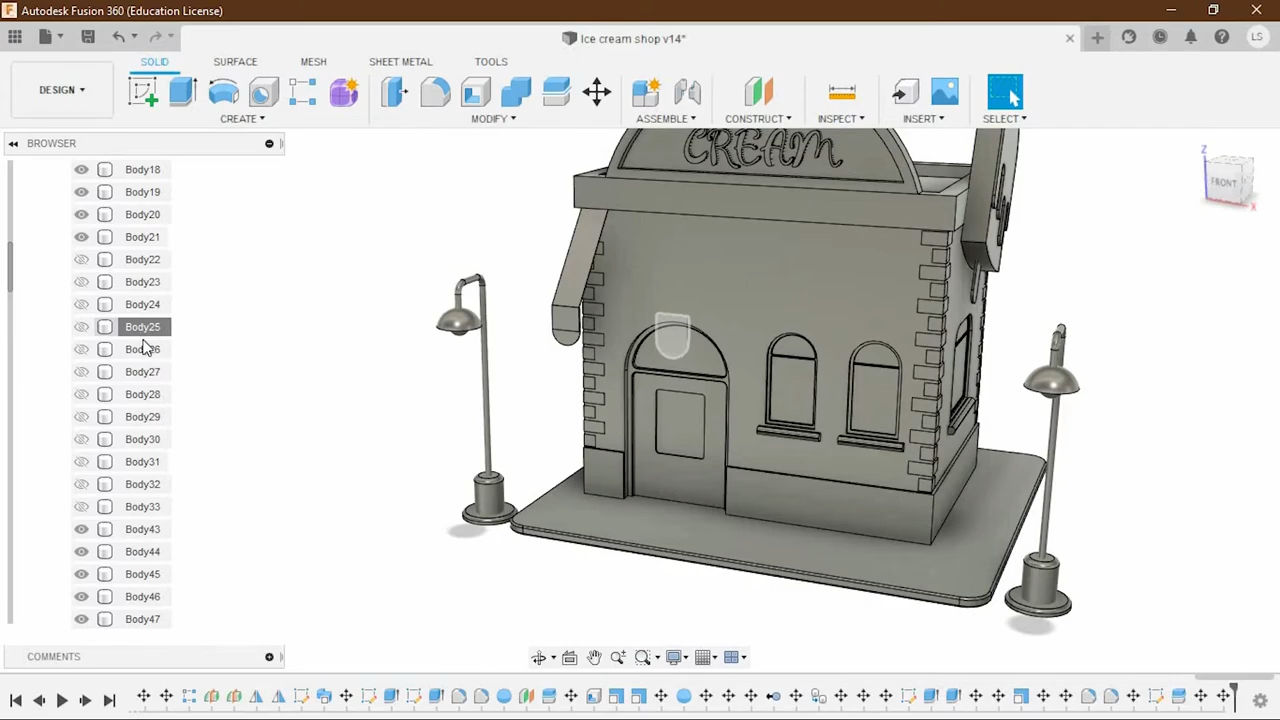 Autodesk Fusion 360 (Education License)
Ice cream shop v14*
LS
SOLID
SURFACE
MESH
SHEET METAL
TOOLS
DESIGN
CREATE
MODIFY
ASSEMBLE
CONSTRUCT
INSPECT
INSERT
SELECT
BROWSER
Body18
Body19
Body20
Body21
Body22
Body23
Body24
Body25
Body26
Body27
Body28
Body29
Body30
Body31
Body32
Body33
Body43
Body44
Body45
Body46
Body47
CREAM
Z
FRONT
X
COMMENTS